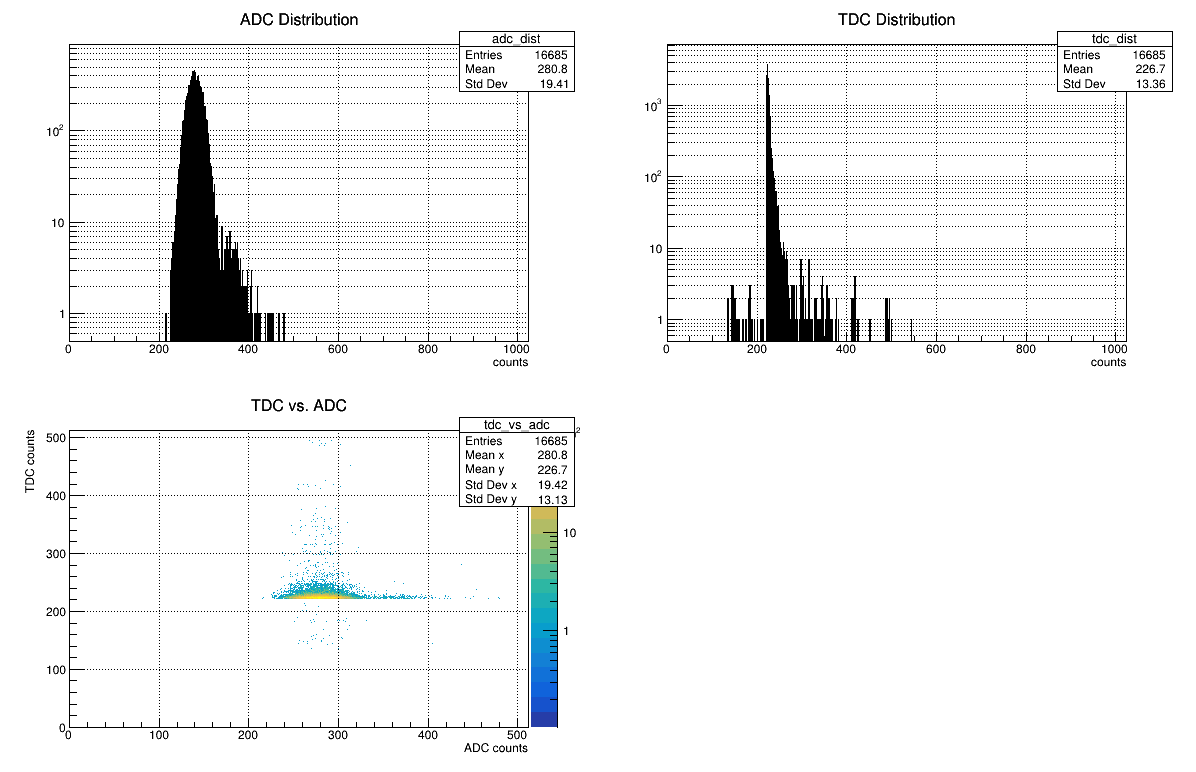 ADC Distribution
adc_dist
Entries 16685
Mean 280.8
Std Dev 19.41
10²
10
1
0 200 400 600 800 1000
counts
TDC Distribution
tdc_dist
Entries 16685
Mean 226.7
Std Dev 13.36
10³
10²
10
1
0 200 400 600 800 1000
counts
TDC vs. ADC
tdc_vs_adc
Entries 16685
Mean x 280.8
Mean y 226.7
Std Dev x 19.42
Std Dev y 13.13
TDC counts
500
400
300
200
100
0
0 100 200 300 400 500
ADC counts
2
10
1